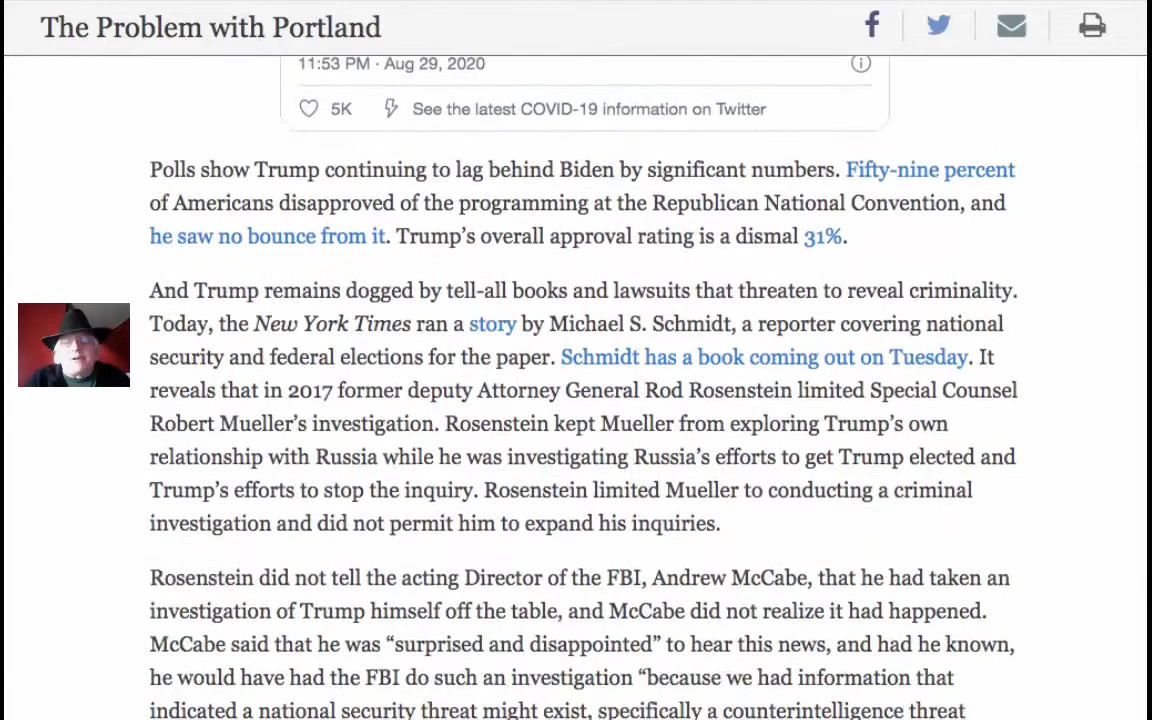 The Problem with Portland
11:53 PM · Aug 29, 2020
5K See the latest COVID-19 information on Twitter
Polls show Trump continuing to lag behind Biden by significant numbers. Fifty-nine percent
of Americans disapproved of the programming at the Republican National Convention, and
he saw no bounce from it. Trump’s overall approval rating is a dismal 31%.
And Trump remains dogged by tell-all books and lawsuits that threaten to reveal criminality.
Today, the New York Times ran a story by Michael S. Schmidt, a reporter covering national
security and federal elections for the paper. Schmidt has a book coming out on Tuesday. It
reveals that in 2017 former deputy Attorney General Rod Rosenstein limited Special Counsel
Robert Mueller’s investigation. Rosenstein kept Mueller from exploring Trump’s own
relationship with Russia while he was investigating Russia’s efforts to get Trump elected and
Trump’s efforts to stop the inquiry. Rosenstein limited Mueller to conducting a criminal
investigation and did not permit him to expand his inquiries.
Rosenstein did not tell the acting Director of the FBI, Andrew McCabe, that he had taken an
investigation of Trump himself off the table, and McCabe did not realize it had happened.
McCabe said that he was “surprised and disappointed” to hear this news, and had he known,
he would have had the FBI do such an investigation “because we had information that
indicated a national security threat might exist, specifically a counterintelligence threat